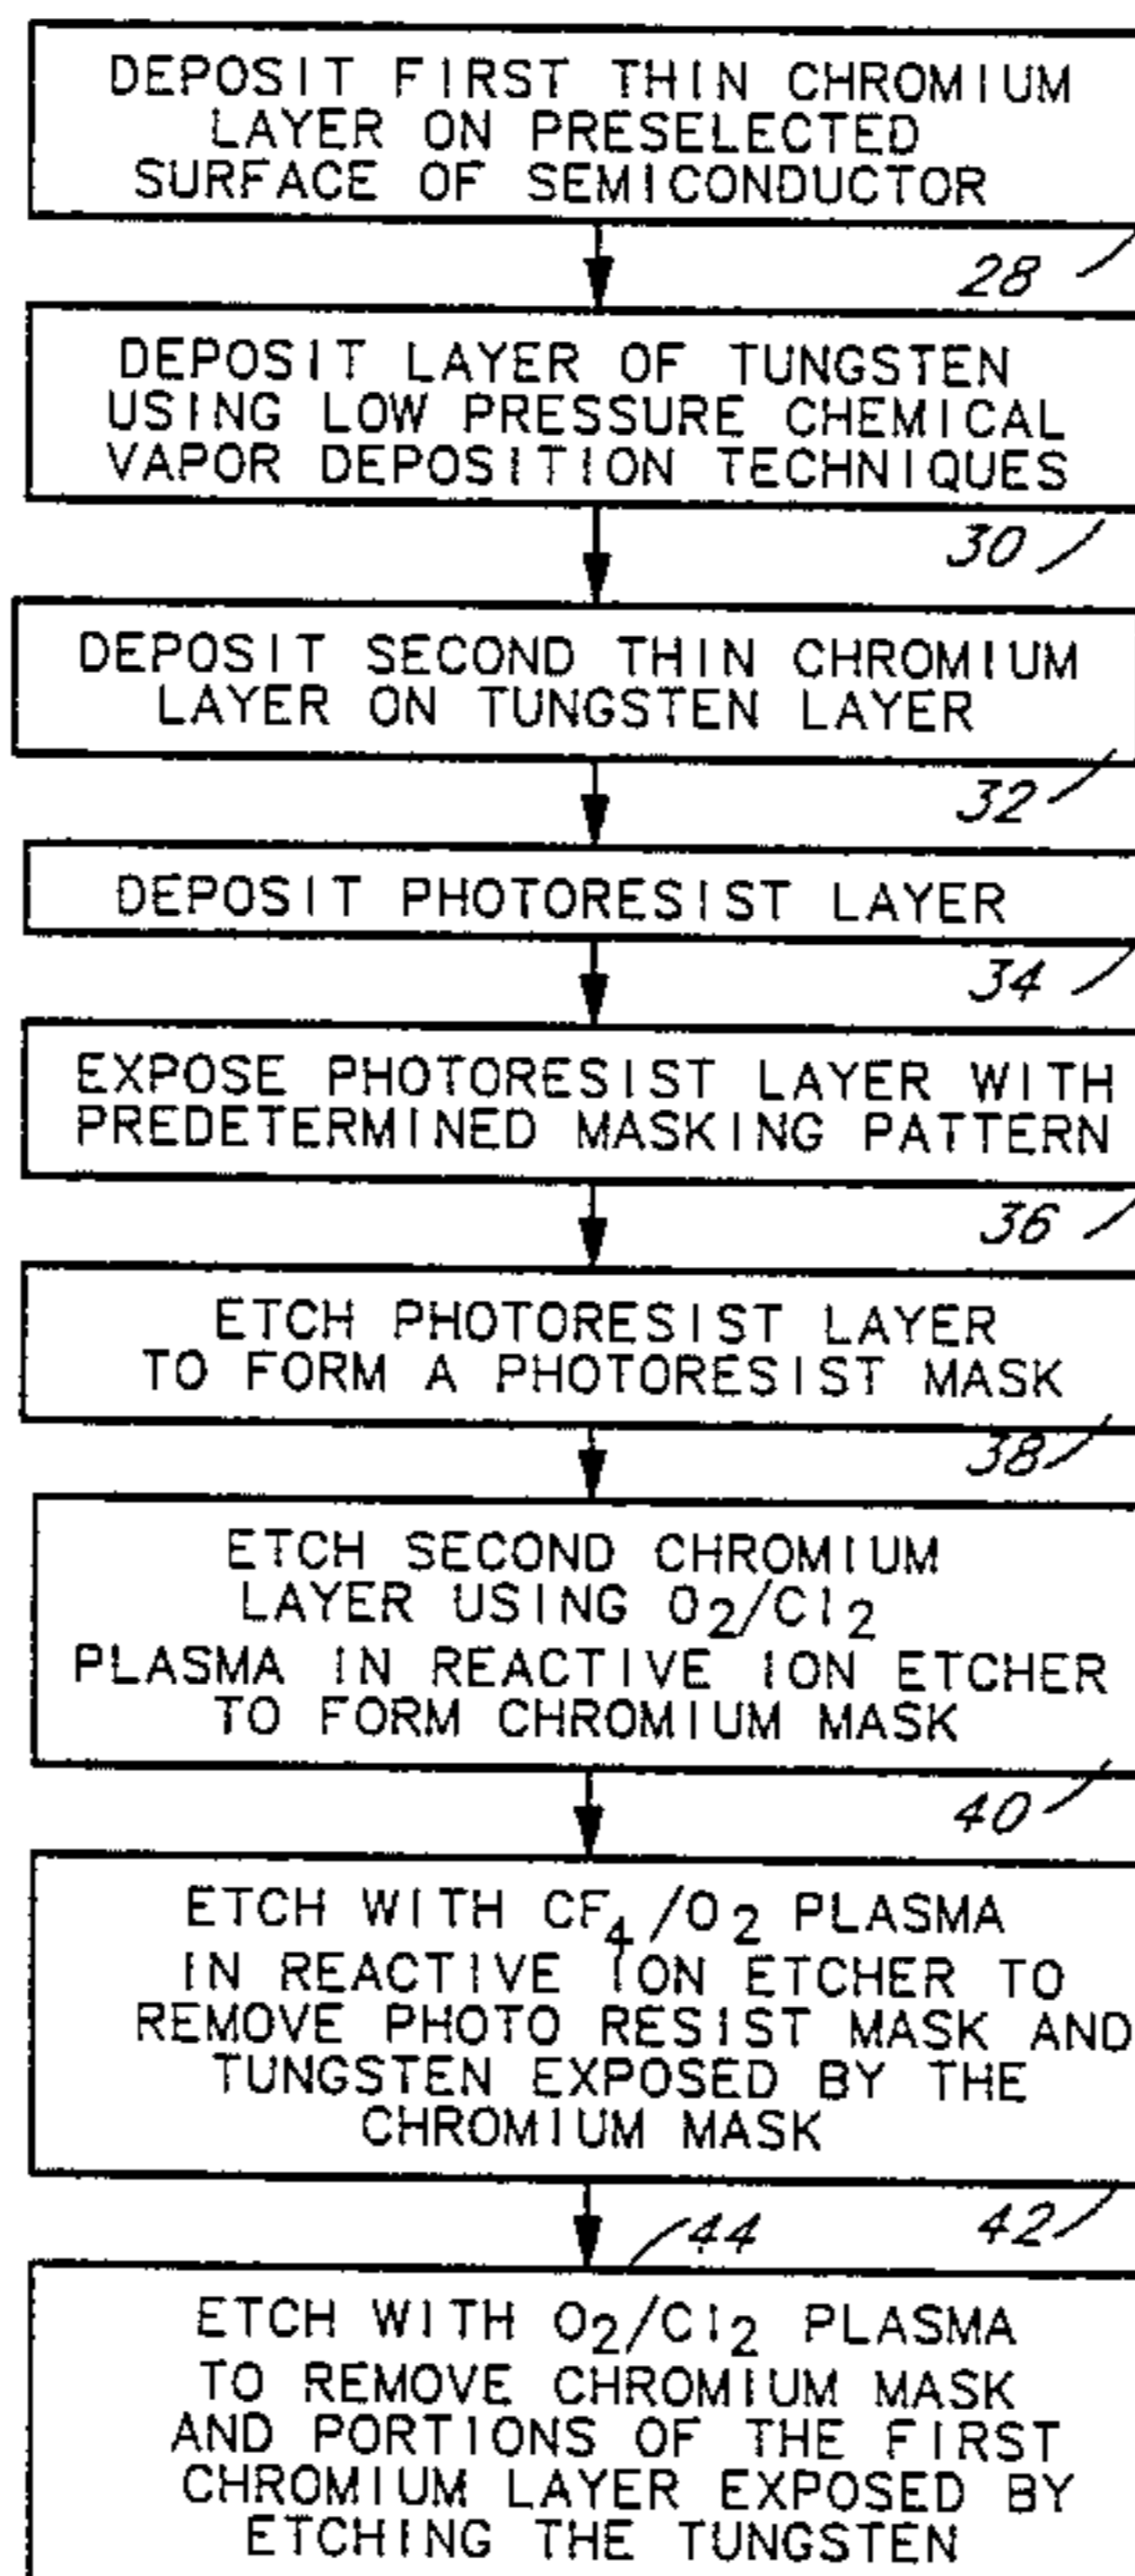 DEPOSIT FIRST THIN CHROMIUM
LAYER ON PRESELECTED
SURFACE OF SEMICONDUCTOR
28
DEPOSIT LAYER OF TUNGSTEN
USING LOW PRESSURE CHEMICAL
VAPOR DEPOSITION TECHNIQUES
30
DEPOSIT SECOND THIN CHROMIUM
LAYER ON TUNGSTEN LAYER
32
DEPOSIT PHOTORESIST LAYER
34
EXPOSE PHOTORESIST LAYER WITH
PREDETERMINED MASKING PATTERN
36
ETCH PHOTORESIST LAYER
TO FORM A PHOTORESIST MASK
38
ETCH SECOND CHROMIUM
LAYER USING O2/Cl2
PLASMA IN REACTIVE ION ETCHER
TO FORM CHROMIUM MASK
40
ETCH WITH CF4/O2 PLASMA
IN REACTIVE ION ETCHER TO
REMOVE PHOTO RESIST MASK AND
TUNGSTEN EXPOSED BY THE
CHROMIUM MASK
42
44
ETCH WITH O2/Cl2 PLASMA
TO REMOVE CHROMIUM MASK
AND PORTIONS OF THE FIRST
CHROMIUM LAYER EXPOSED BY
ETCHING THE TUNGSTEN